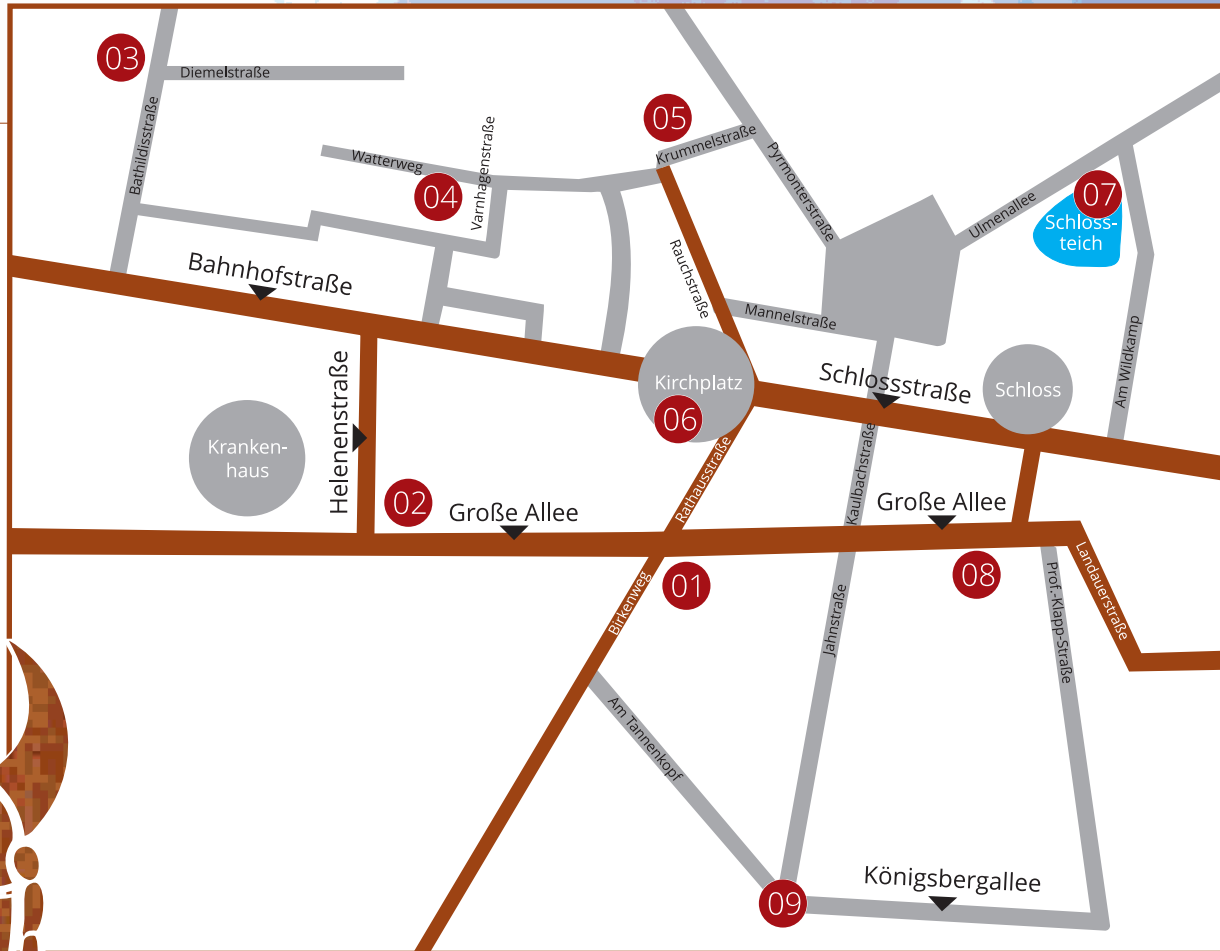 03
Diemelstraße
Bathildisstraße
Watterweg
04
Varnhagenstraße
05
Krummelstraße
Pyrmonterstraße
Ulmenallee
07
Schloss-
teich
Bahnhofstraße
Rauchstraße
Mannelstraße
Am Wildkamp
Kirchplatz
06
Schlossstraße
Schloss
Helenenstraße
Kranken-
haus
02
Große Allee
Rathausstraße
Kaulbachstraße
Große Allee
01
08
Birkenweg
Jahnstraße
Prof.-Klapp-Straße
Landauerstraße
Am Tannenkopf
09
Königsbergallee